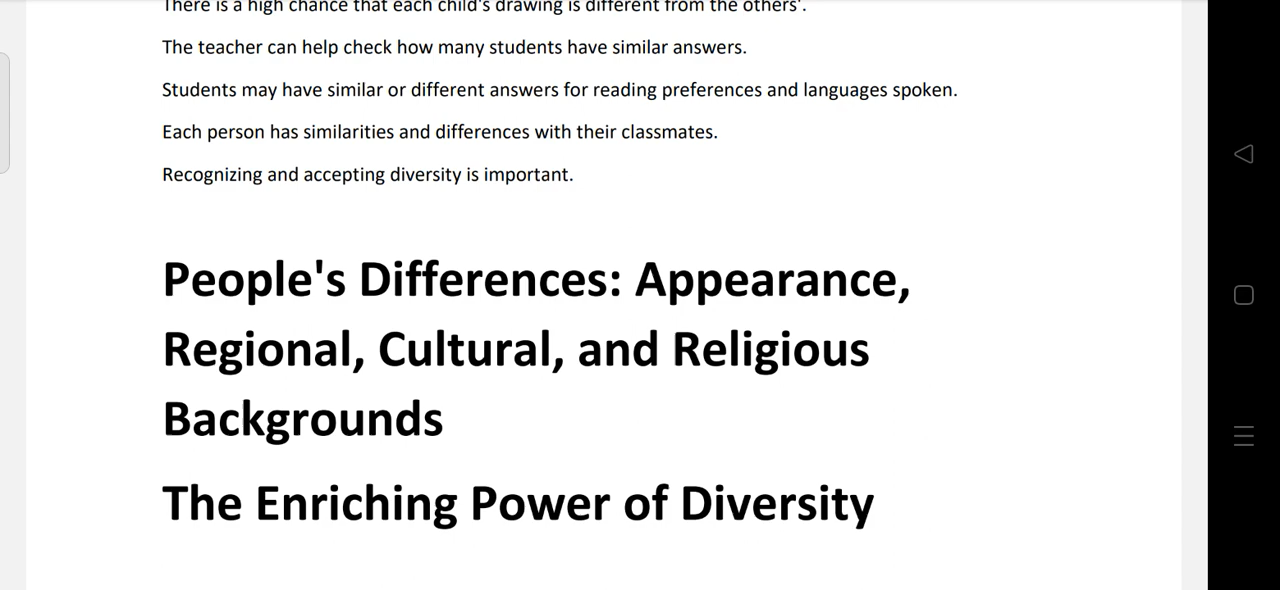 There is a high chance that each child's drawing is different from the others'.
The teacher can help check how many students have similar answers.
Students may have similar or different answers for reading preferences and languages spoken.
Each person has similarities and differences with their classmates.
Recognizing and accepting diversity is important.
People's Differences: Appearance,
Regional, Cultural, and Religious
Backgrounds
The Enriching Power of Diversity